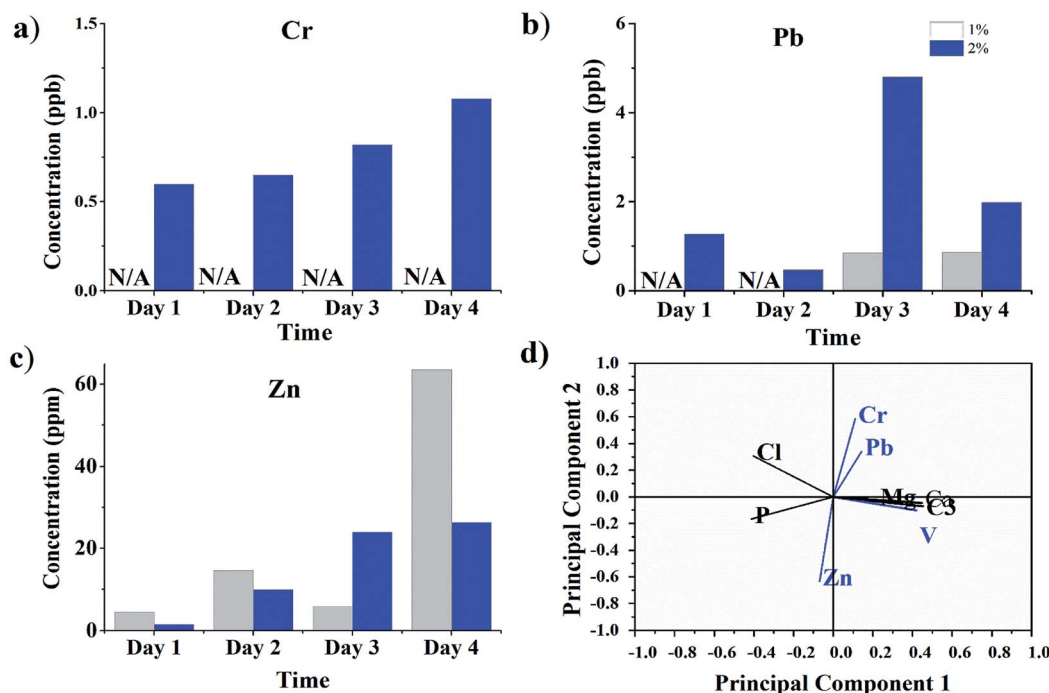 a)
Cr
1.5
1.0
0.5
0.0
Concentration (ppb)
N/A N/A N/A N/A
Day 1 Day 2 Day 3 Day 4
Time
b)
Pb
1%
2%
6
4
2
0
Concentration (ppb)
N/A N/A
Day 1 Day 2 Day 3 Day 4
Time
c)
Zn
60
40
20
0
Concentration (ppm)
Day 1 Day 2 Day 3 Day 4
Time
d)
1.0
0.8
0.6
0.4
0.2
0.0
-0.2
-0.4
-0.6
-0.8
-1.0
Principal Component 2
Cr
Pb
Cl
Mg
P
V
Zn
-1.0 -0.8 -0.6 -0.4 -0.2 0.0 0.2 0.4 0.6 0.8 1.0
Principal Component 1